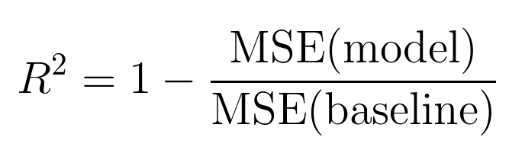 R² = 1 − MSE(model) / MSE(baseline)